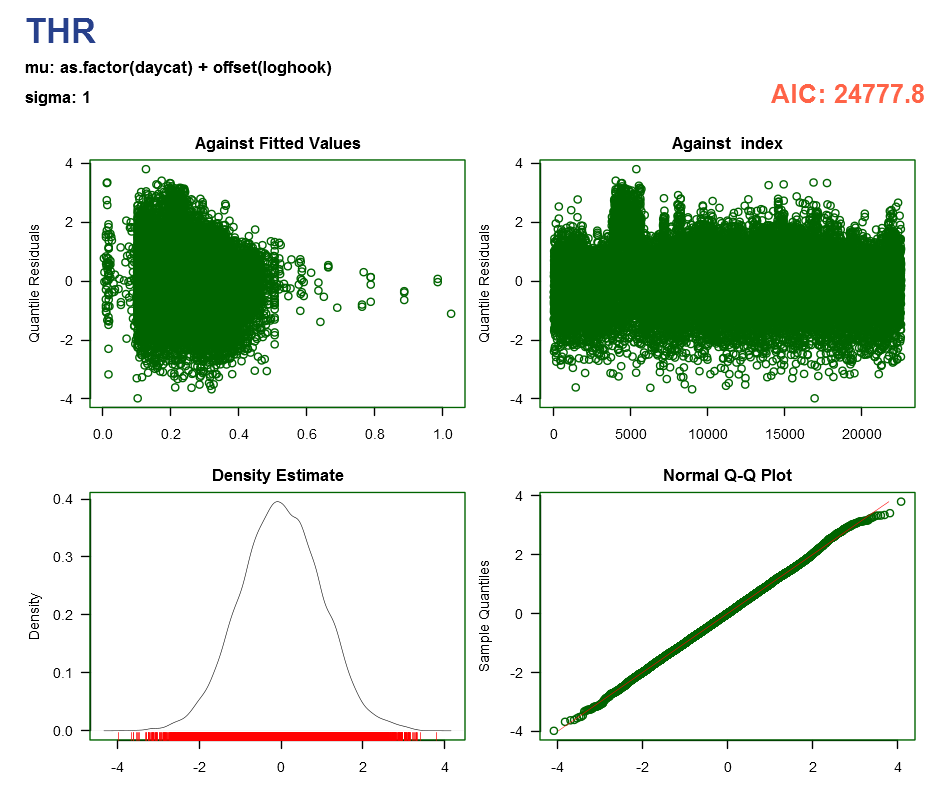 THR
mu: as.factor(daycat) + offset(loghook)
sigma: 1
AIC: 24777.8
Against Fitted Values
Quantile Residuals
4
2
0
-2
-4
0.0 0.2 0.4 0.6 0.8 1.0
Against  index
Quantile Residuals
4
2
0
-2
-4
0 5000 10000 15000 20000
Density Estimate
Density
0.4
0.3
0.2
0.1
0.0
-4 -2 0 2 4
Normal Q-Q Plot
Sample Quantiles
4
2
0
-2
-4
-4 -2 0 2 4